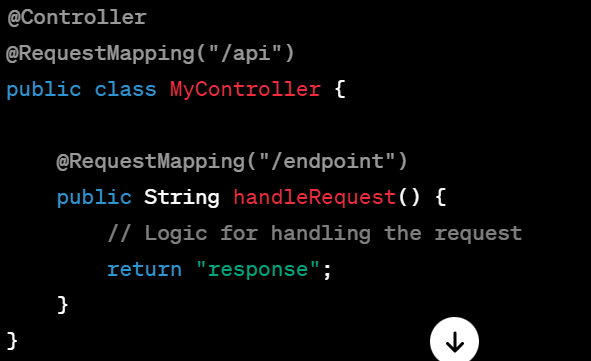 @Controller
@RequestMapping("/api")
public class MyController {
@RequestMapping("/endpoint")
public String handleRequest() {
// Logic for handling the request
return "response";
}
}